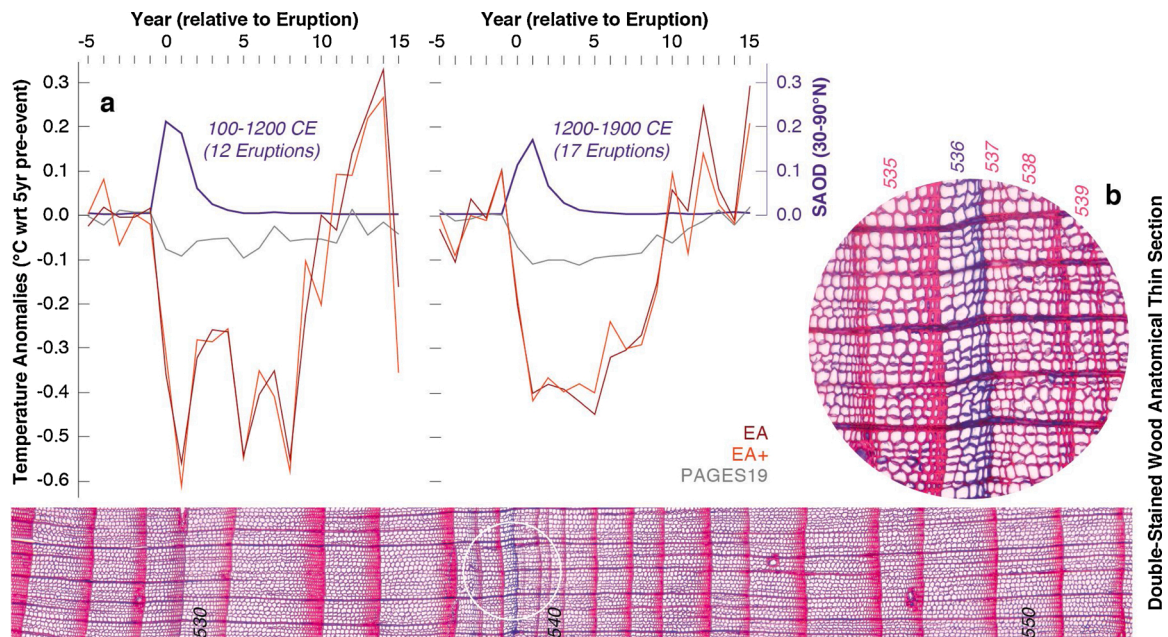 Year (relative to Eruption)
-5 0 5 10 15
Year (relative to Eruption)
-5 0 5 10 15
Temperature Anomalies (°C wrt 5yr pre-event)
0.3
0.2
0.1
0.0
-0.1
-0.2
-0.3
-0.4
-0.5
-0.6
a
100-1200 CE
(12 Eruptions)
1200-1900 CE
(17 Eruptions)
0.3
0.2
0.1
0.0
SAOD (30-90°N)
EA
EA+
PAGES19
535
536
537
538
539
b
Double-Stained Wood Anatomical Thin Section
530
540
550